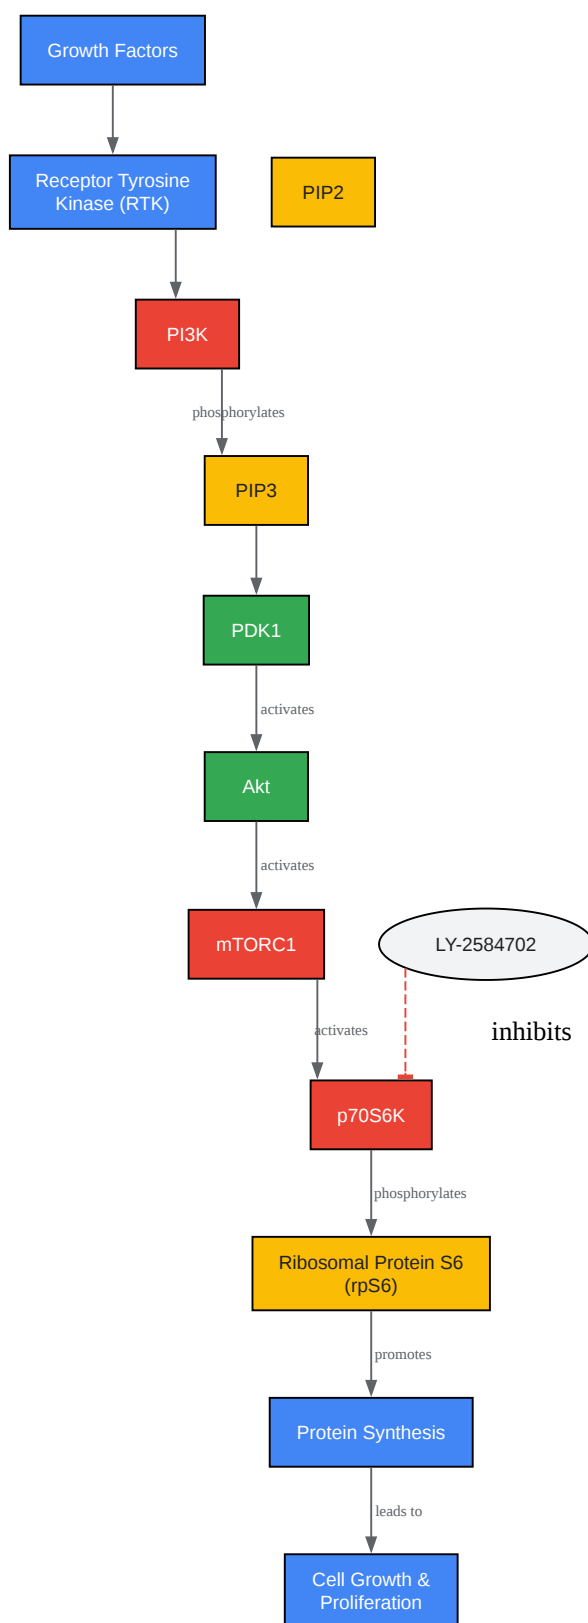 Growth Factors
Receptor Tyrosine
Kinase (RTK)
PIP2
PI3K
phosphorylates
PIP3
PDK1
activates
Akt
activates
mTORC1
LY-2584702
activates
inhibits
p70S6K
phosphorylates
Ribosomal Protein S6
(rpS6)
promotes
Protein Synthesis
leads to
Cell Growth &
Proliferation